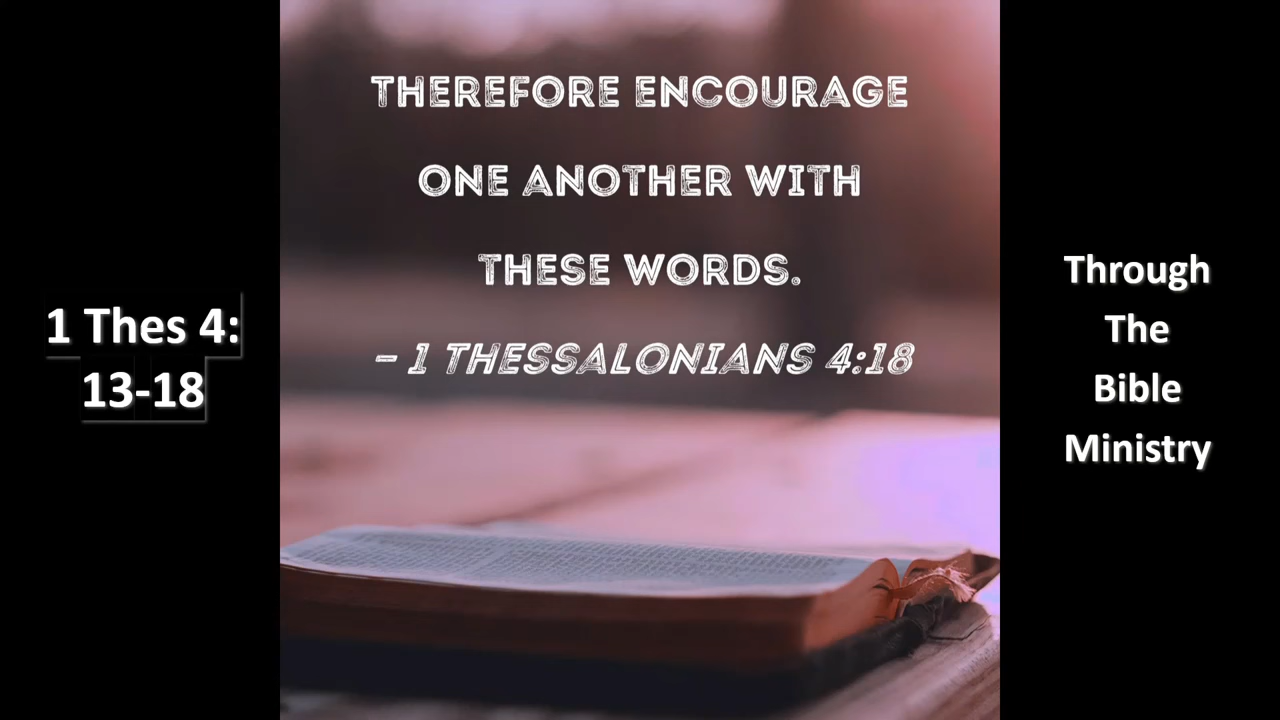 1 Thes 4:
13-18
THEREFORE ENCOURAGE
ONE ANOTHER WITH
THESE WORDS.
– 1 THESSALONIANS 4:18
Through
The
Bible
Ministry